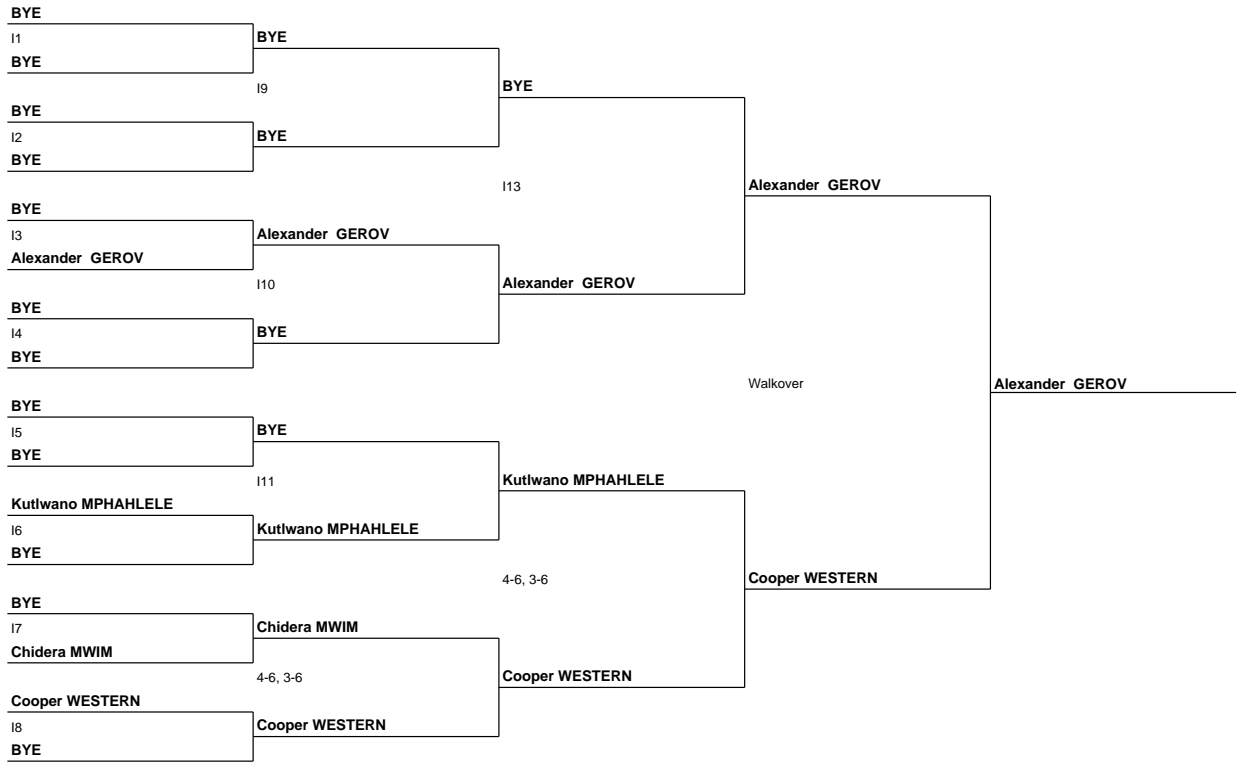 BYE
I1
BYE
BYE
I9
BYE
BYE
I2
BYE
BYE
I13
Alexander  GEROV
BYE
I3
Alexander  GEROV
Alexander  GEROV
I10
Alexander  GEROV
BYE
I4
BYE
BYE
Walkover
Alexander  GEROV
BYE
I5
BYE
BYE
I11
Kutlwano MPHAHLELE
Kutlwano MPHAHLELE
I6
Kutlwano MPHAHLELE
BYE
4-6, 3-6
Cooper WESTERN
BYE
I7
Chidera MWIM
Chidera MWIM
4-6, 3-6
Cooper WESTERN
Cooper WESTERN
I8
Cooper WESTERN
BYE